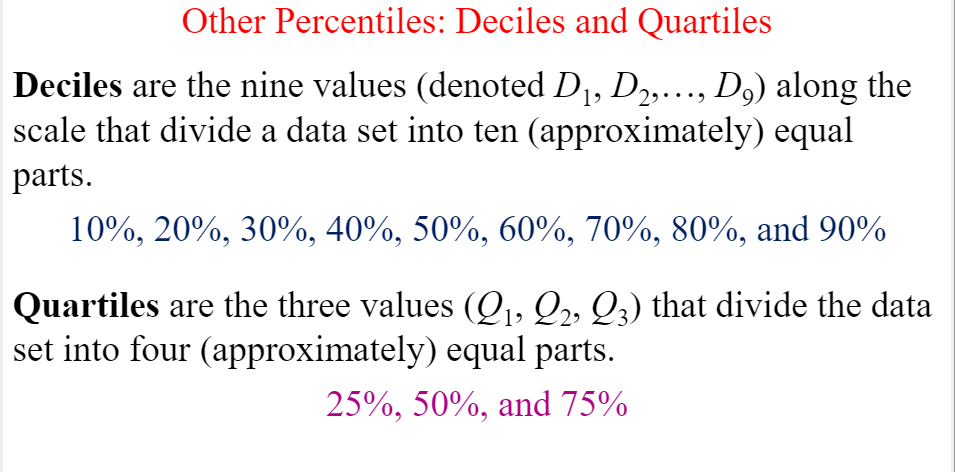 Other Percentiles: Deciles and Quartiles
Deciles are the nine values (denoted D₁, D₂,…, D₉) along the
scale that divide a data set into ten (approximately) equal
parts.
10%, 20%, 30%, 40%, 50%, 60%, 70%, 80%, and 90%
Quartiles are the three values (Q₁, Q₂, Q₃) that divide the data
set into four (approximately) equal parts.
25%, 50%, and 75%